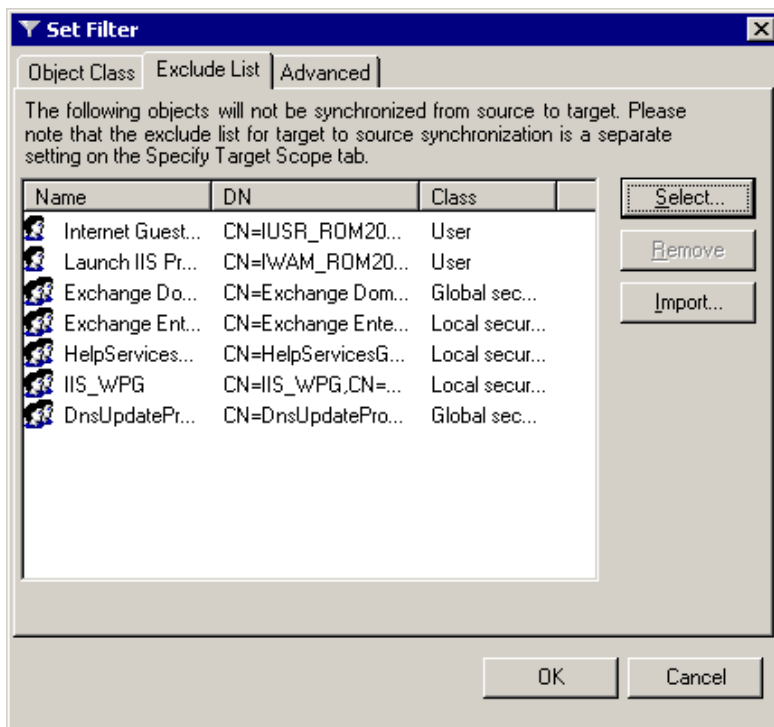 Set Filter
Object Class Exclude List Advanced
The following objects will not be synchronized from source to target. Please
note that the exclude list for target to source synchronization is a separate
setting on the Specify Target Scope tab.
Name DN Class Select...
Internet Guest... CN=IUSR_ROM20... User
Launch IIS Pr... CN=IWAM_ROM20... User Remove
Exchange Do... CN=Exchange Dom... Global sec...
Exchange Ent... CN=Exchange Ente... Local secur... Import...
HelpServices... CN=HelpServicesG... Local secur...
IIS_WPG CN=IIS_WPG,CN=... Local secur...
DnsUpdatePr... CN=DnsUpdatePro... Global sec...
OK Cancel